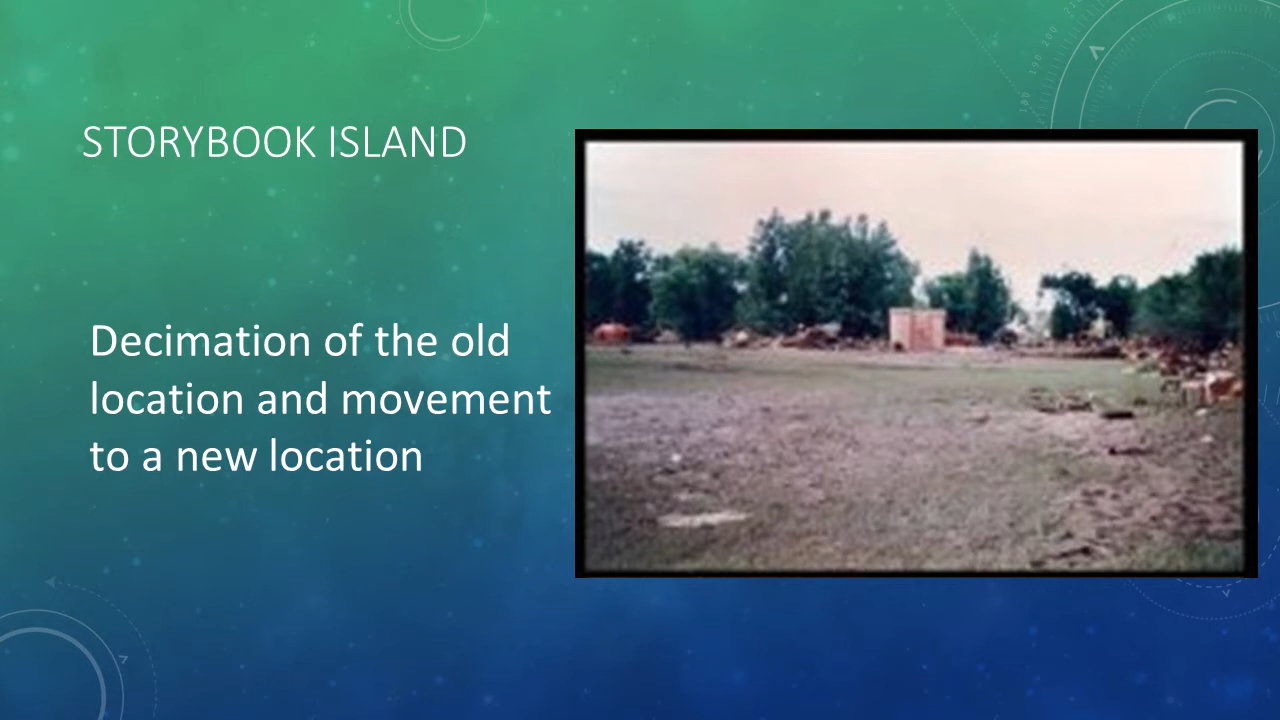 STORYBOOK ISLAND
Decimation of the old
location and movement
to a new location